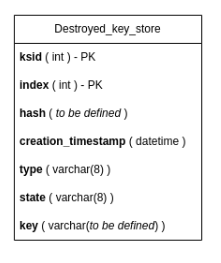 Destroyed_key_store
ksid ( int ) - PK
index ( int ) - PK
hash ( to be defined )
creation_timestamp ( datetime )
type ( varchar(8) )
state ( varchar(8) )
key ( varchar(to be defined) )